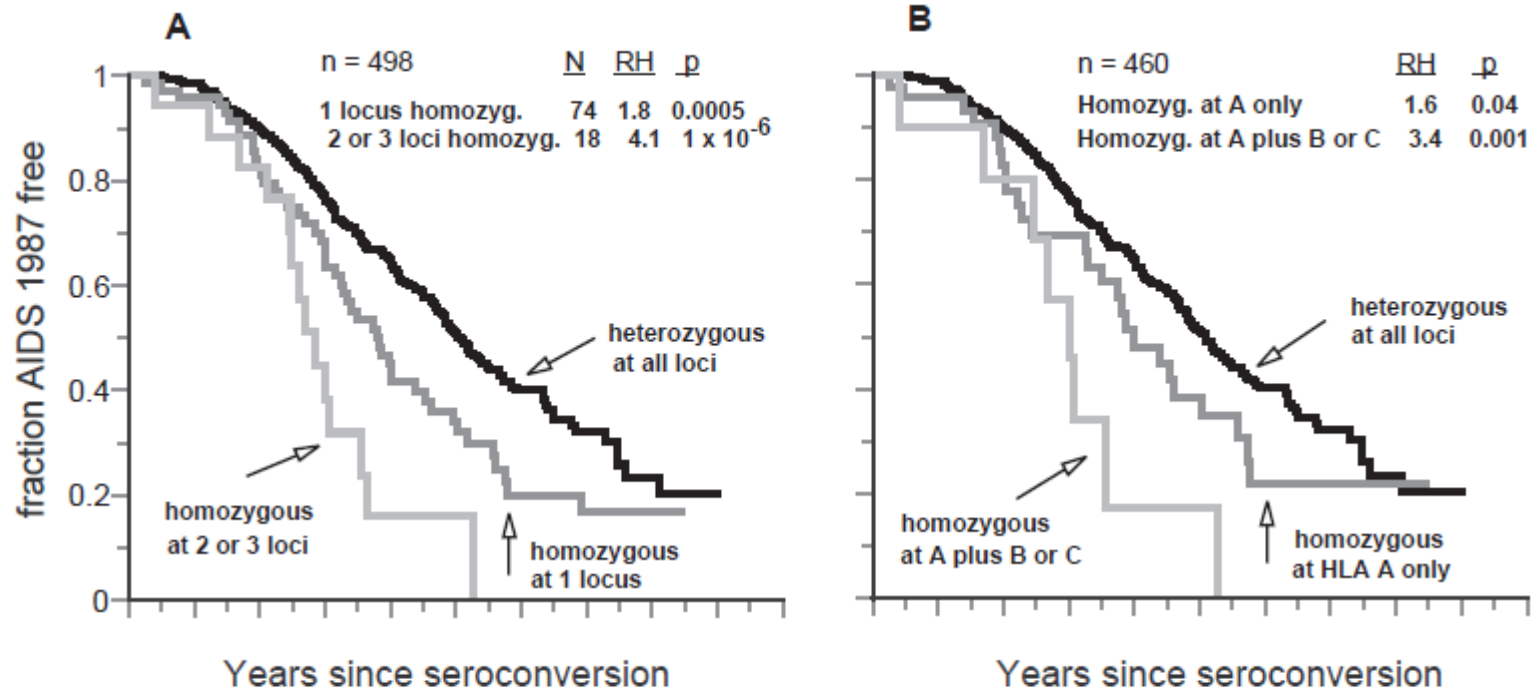 A
n = 498 N RH p
1 locus homozyg. 74 1.8 0.0005
2 or 3 loci homozyg. 18 4.1 1 x 10-6
fraction AIDS 1987 free
1
0.8
0.6
0.4
0.2
0
heterozygous
at all loci
homozygous
at 2 or 3 loci
homozygous
at 1 locus
Years since seroconversion
B
n = 460 RH p
Homozyg. at A only 1.6 0.04
Homozyg. at A plus B or C 3.4 0.001
heterozygous
at all loci
homozygous
at A plus B or C
homozygous
at HLA A only
Years since seroconversion